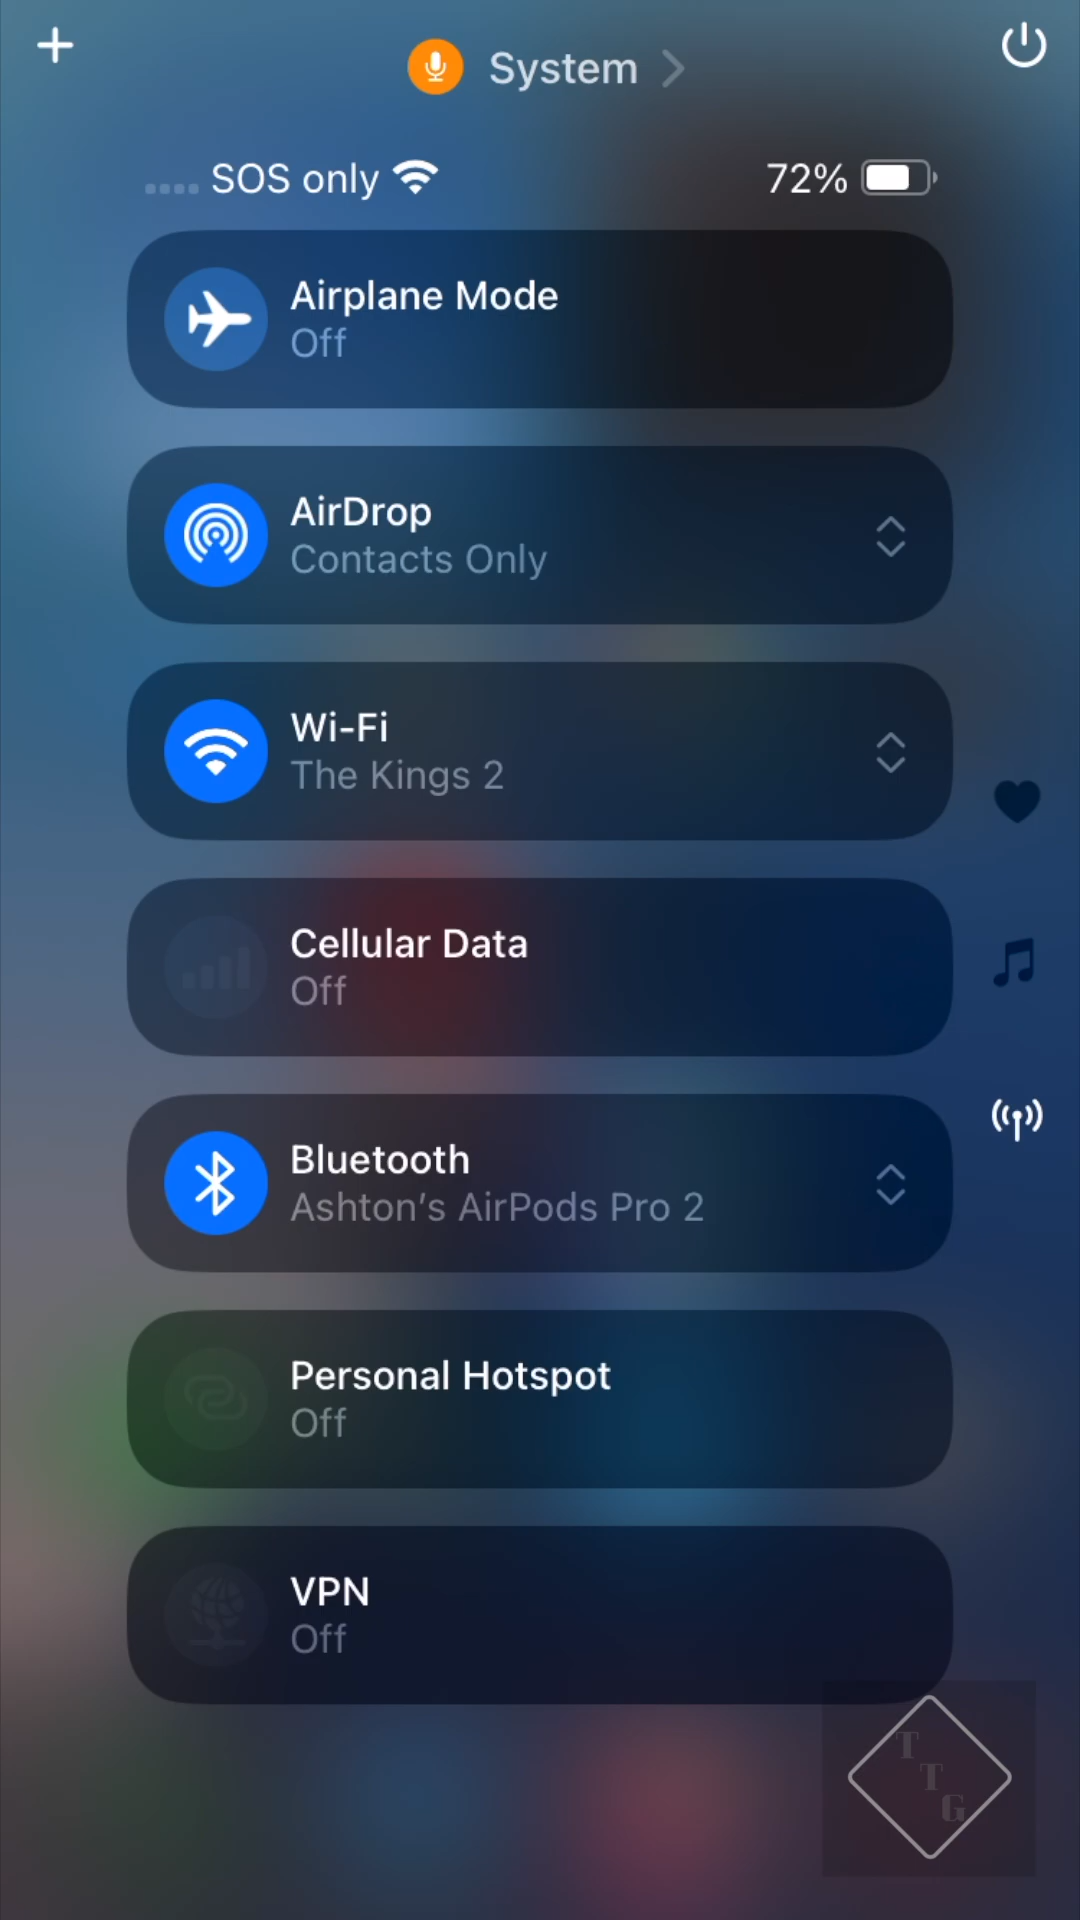 System
SOS only
72%
Airplane Mode
Off
AirDrop
Contacts Only
Wi-Fi
The Kings 2
Cellular Data
Off
Bluetooth
Ashton's AirPods Pro 2
Personal Hotspot
Off
VPN
Off
T
T
G